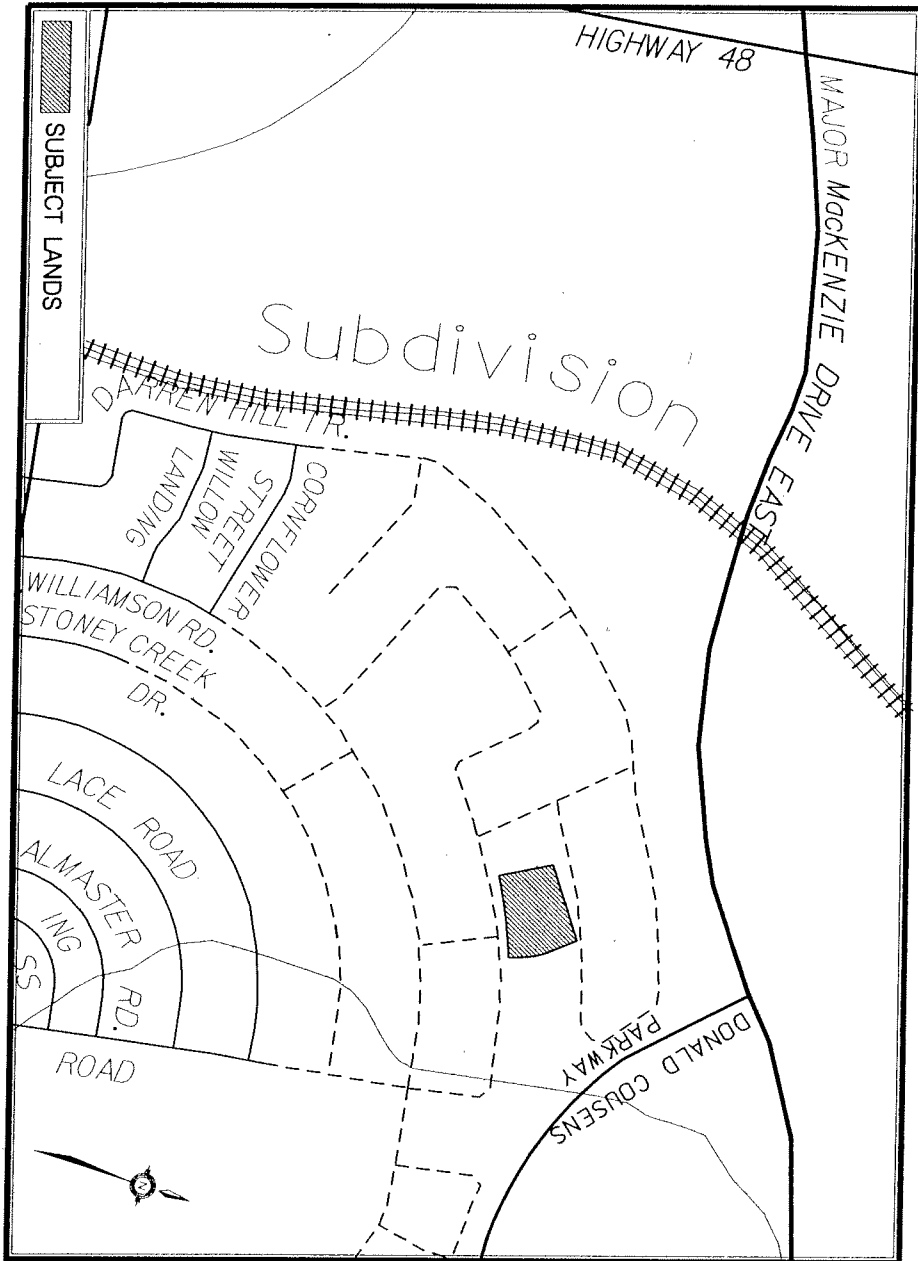 HIGHWAY 48
MAJOR MacKENZIE DRIVE EAST
SUBJECT LANDS
Subdivision
DARREN HILL TR.
CORNFLOWER
STREET
WILLOW
LANDING
WILLIAMSON RD.
STONEY CREEK
DR.
LACE ROAD
ALMASTER RD.
ING
SS
ROAD
DONALD COUSENS
PARKWAY
N